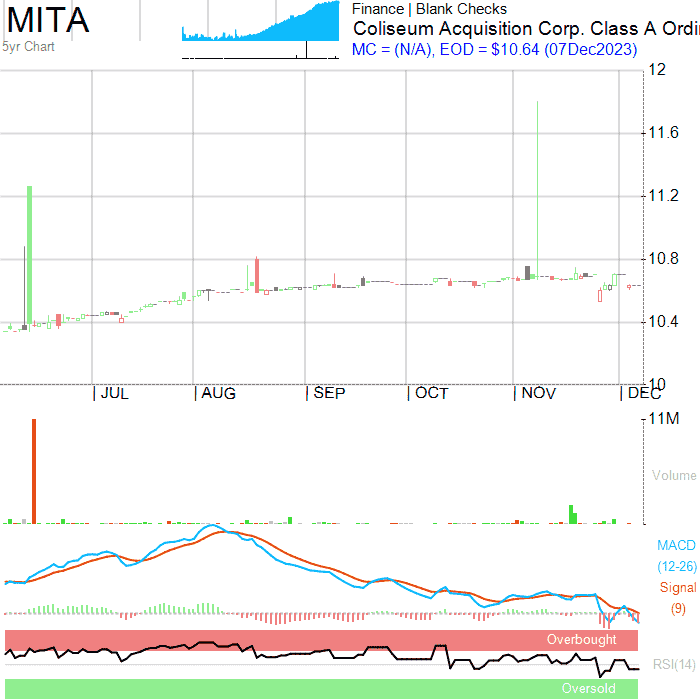 MITA
5yr Chart
Finance | Blank Checks
Coliseum Acquisition Corp. Class A Ordi
MC = (N/A), EOD = $10.64 (07Dec2023)
12
11.6
11.2
10.8
10.4
10
JUL AUG SEP OCT NOV DEC
11M
Volume
MACD
(12-26)
Signal
(9)
Overbought
RSI(14)
Oversold